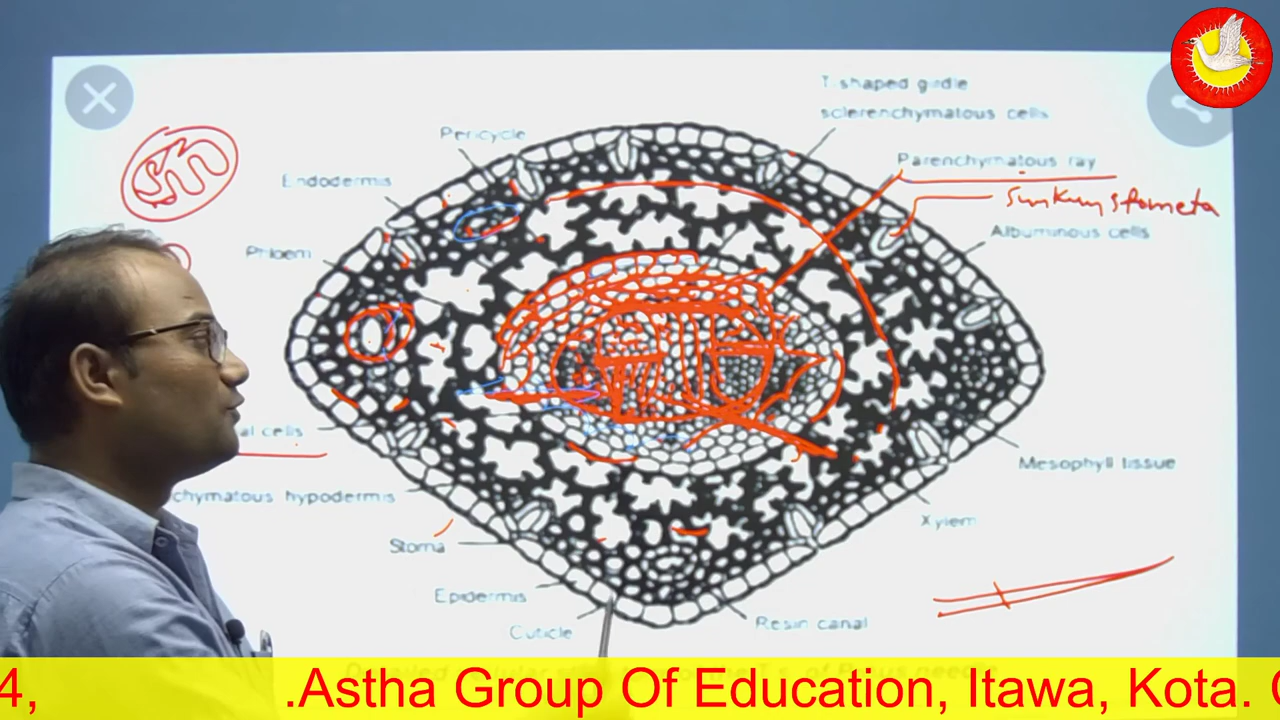 T shaped girdle
sclerenchymatous cells
Pericycle
Parenchymatous ray
Endodermis
Sunken stometa
Albuminous cells
Phloem
al cells
Mesophyll tissue
chymatous hypodermis
Xylem
Stoma
Epidermis
Resin canal
Cuticle
4, .Astha Group Of Education, Itawa, Kota.